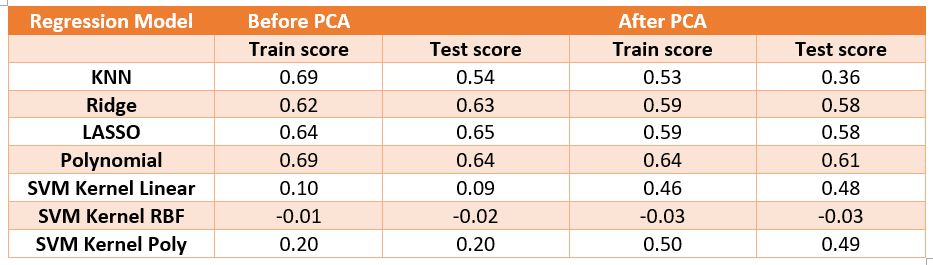 Regression Model Before PCA After PCA
Train score Test score Train score Test score
KNN 0.69 0.54 0.53 0.36
Ridge 0.62 0.63 0.59 0.58
LASSO 0.64 0.65 0.59 0.58
Polynomial 0.69 0.64 0.64 0.61
SVM Kernel Linear 0.10 0.09 0.46 0.48
SVM Kernel RBF -0.01 -0.02 -0.03 -0.03
SVM Kernel Poly 0.20 0.20 0.50 0.49